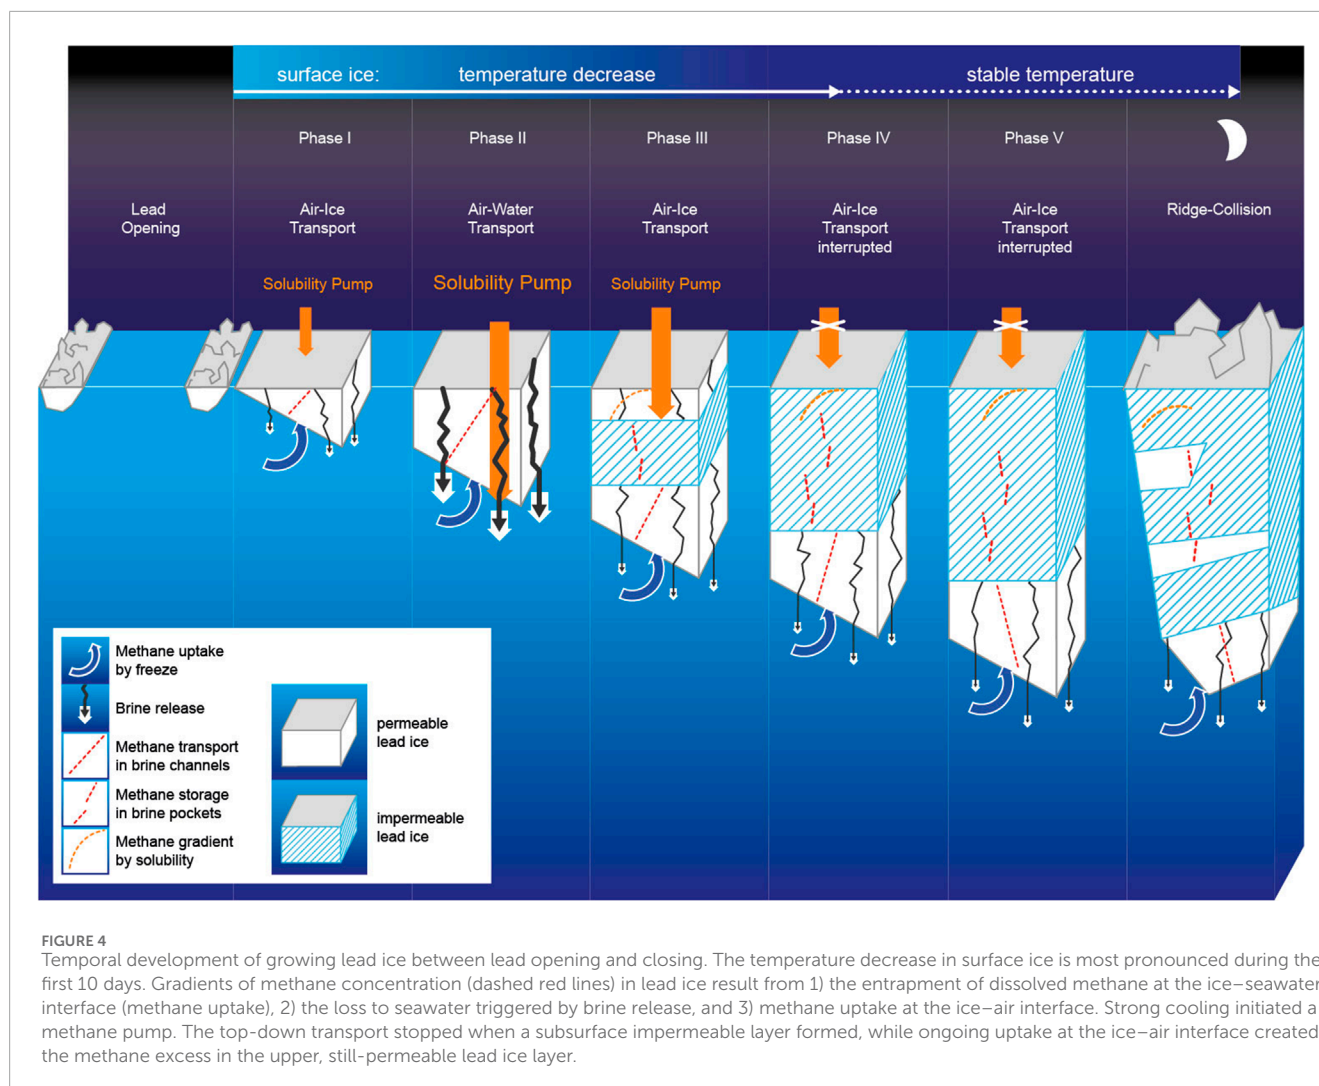 surface ice: temperature decrease stable temperature
Phase I Phase II Phase III Phase IV Phase V
Lead
Opening
Air-Ice
Transport
Air-Water
Transport
Air-Ice
Transport
Air-Ice
Transport
interrupted
Air-Ice
Transport
interrupted
Ridge-Collision
Solubility Pump Solubility Pump Solubility Pump
Methane uptake
by freeze
Brine release
Methane transport
in brine channels
Methane storage
in brine pockets
Methane gradient
by solubility
permeable
lead ice
impermeable
lead ice
FIGURE 4
Temporal development of growing lead ice between lead opening and closing. The temperature decrease in surface ice is most pronounced during the
first 10 days. Gradients of methane concentration (dashed red lines) in lead ice result from 1) the entrapment of dissolved methane at the ice–seawater
interface (methane uptake), 2) the loss to seawater triggered by brine release, and 3) methane uptake at the ice–air interface. Strong cooling initiated a
methane pump. The top-down transport stopped when a subsurface impermeable layer formed, while ongoing uptake at the ice–air interface created
the methane excess in the upper, still-permeable lead ice layer.